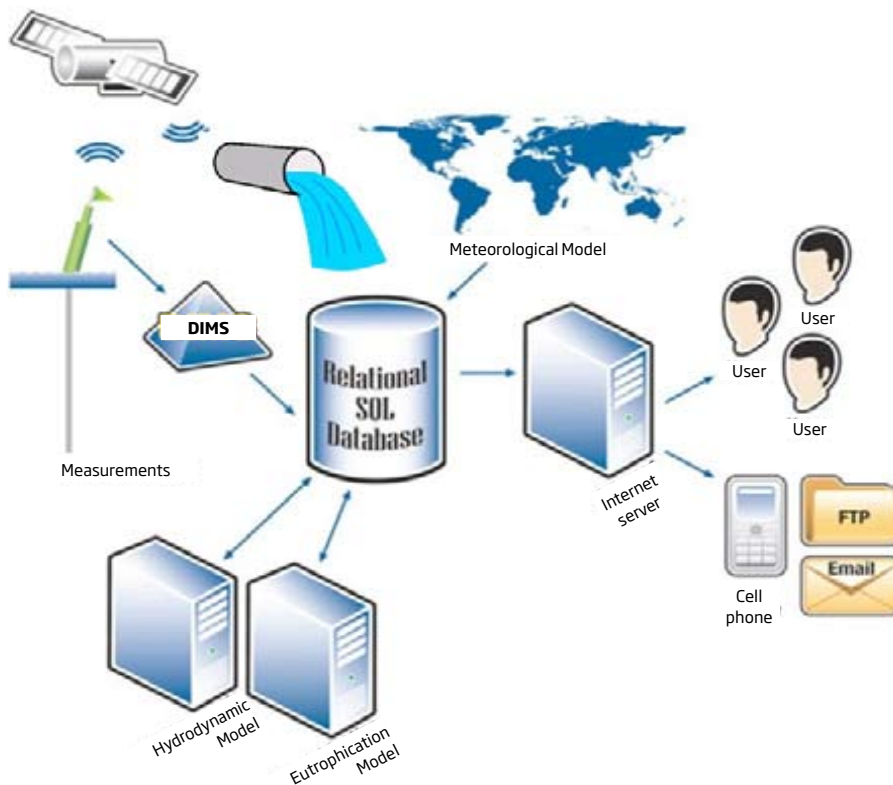 Meteorological Model
DIMS
User
User
User
Relational
SQL
Database
Measurements
Internet
server
FTP
Email
Cell
phone
Hydrodynamic
Model
Eutrophication
Model